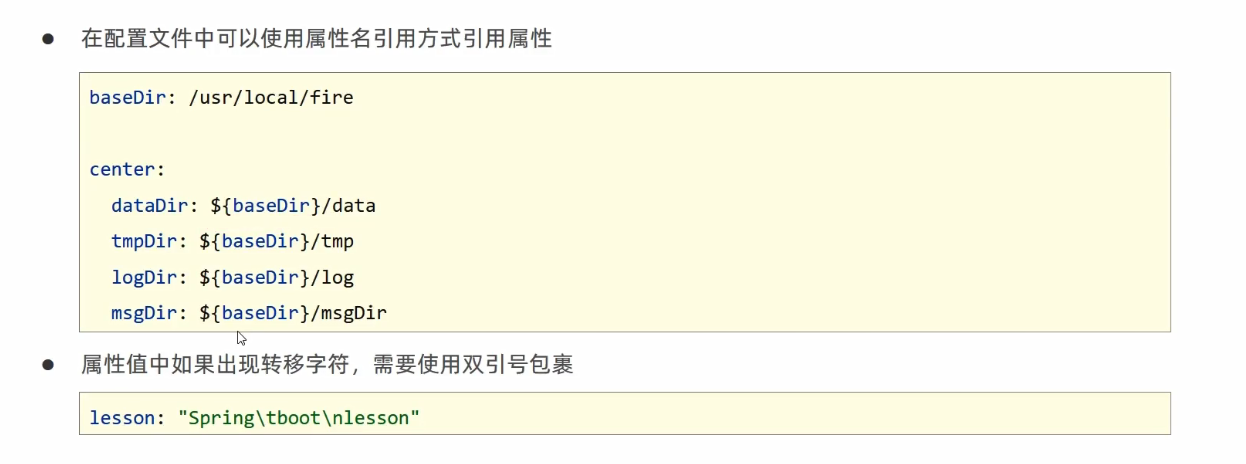 ● 在配置文件中可以使用属性名引用方式引用属性
baseDir: /usr/local/fire
center:
  dataDir: ${baseDir}/data
  tmpDir: ${baseDir}/tmp
  logDir: ${baseDir}/log
  msgDir: ${baseDir}/msgDir
● 属性值中如果出现转移字符，需要使用双引号包裹
lesson: "Spring\tboot\nlesson"